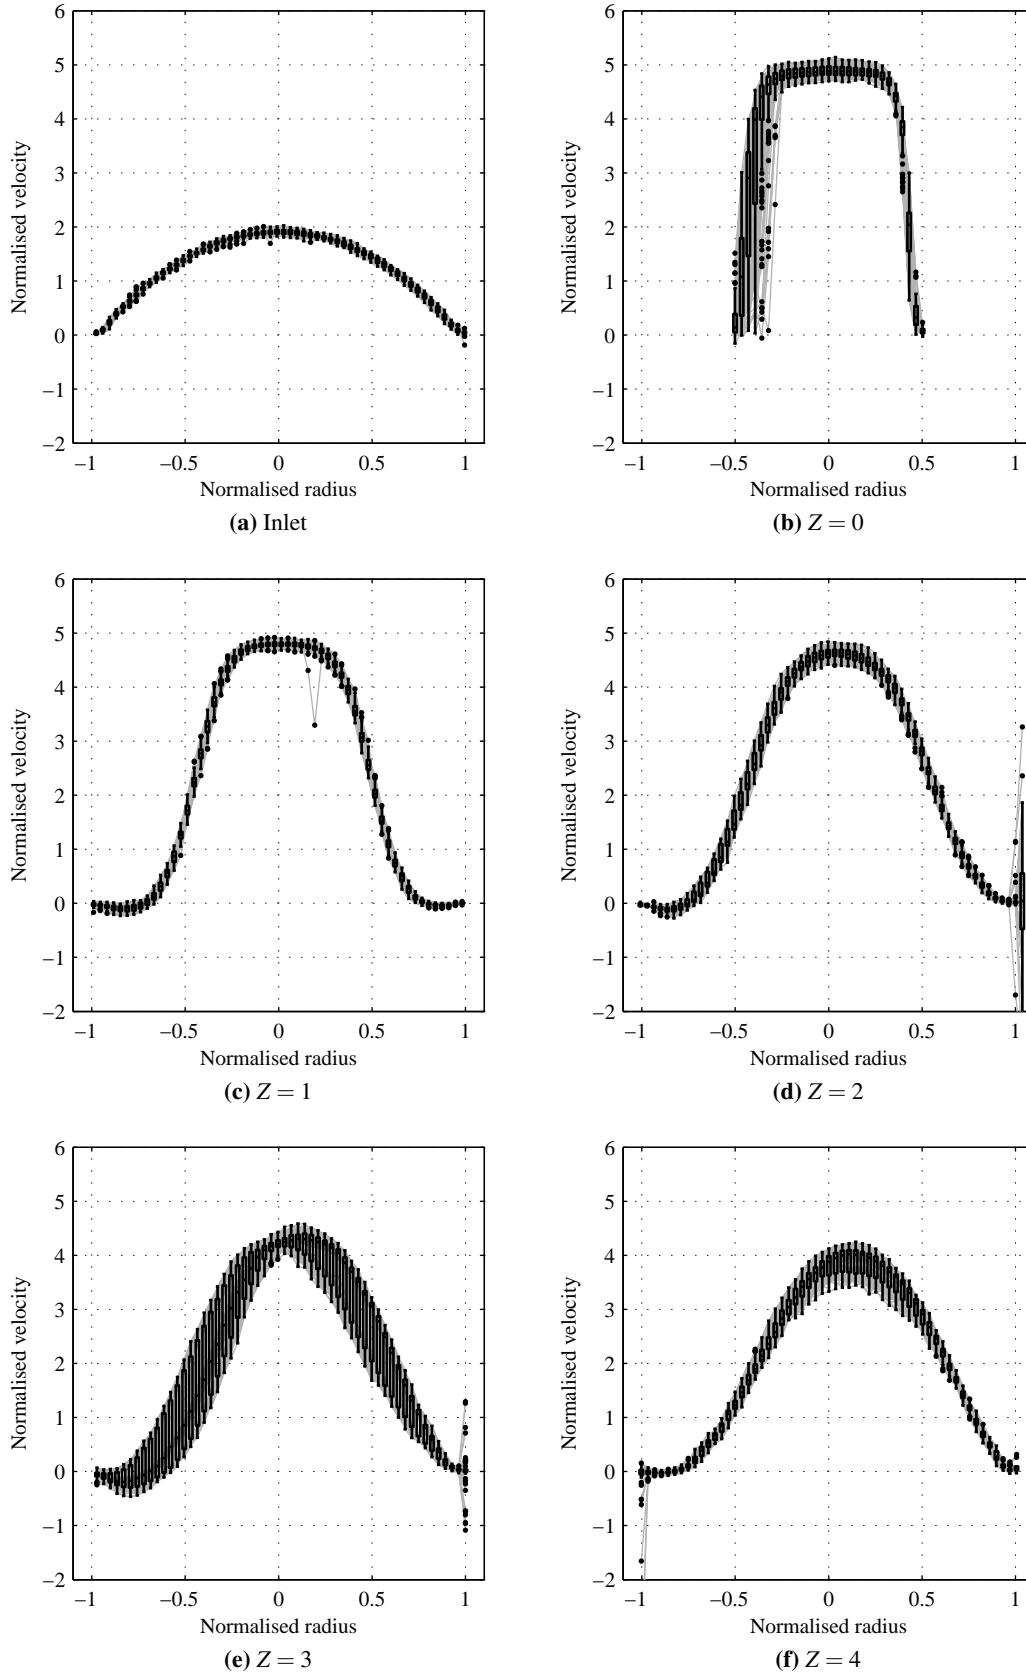 6
5
4
3
2
1
0
−1
−2
Normalised velocity
−1 −0.5 0 0.5 1
Normalised radius
(a) Inlet
6
5
4
3
2
1
0
−1
−2
Normalised velocity
−1 −0.5 0 0.5 1
Normalised radius
(b) Z = 0
6
5
4
3
2
1
0
−1
−2
Normalised velocity
−1 −0.5 0 0.5 1
Normalised radius
(c) Z = 1
6
5
4
3
2
1
0
−1
−2
Normalised velocity
−1 −0.5 0 0.5 1
Normalised radius
(d) Z = 2
6
5
4
3
2
1
0
−1
−2
Normalised velocity
−1 −0.5 0 0.5 1
Normalised radius
(e) Z = 3
6
5
4
3
2
1
0
−1
−2
Normalised velocity
−1 −0.5 0 0.5 1
Normalised radius
(f) Z = 4